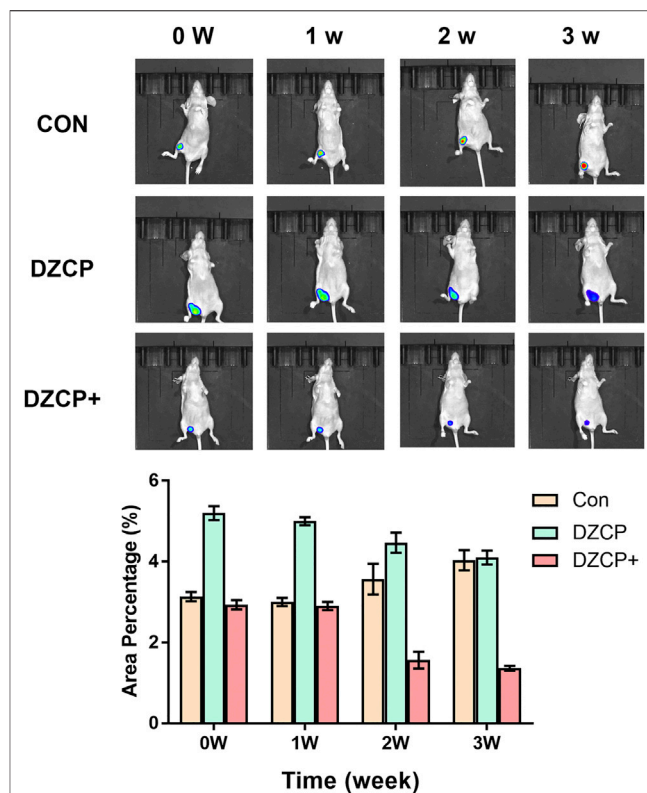 0 W 1 w 2 w 3 w
CON
DZCP
DZCP+
6
4
2
0
Area Percentage (%)
Con
DZCP
DZCP+
0W 1W 2W 3W
Time (week)